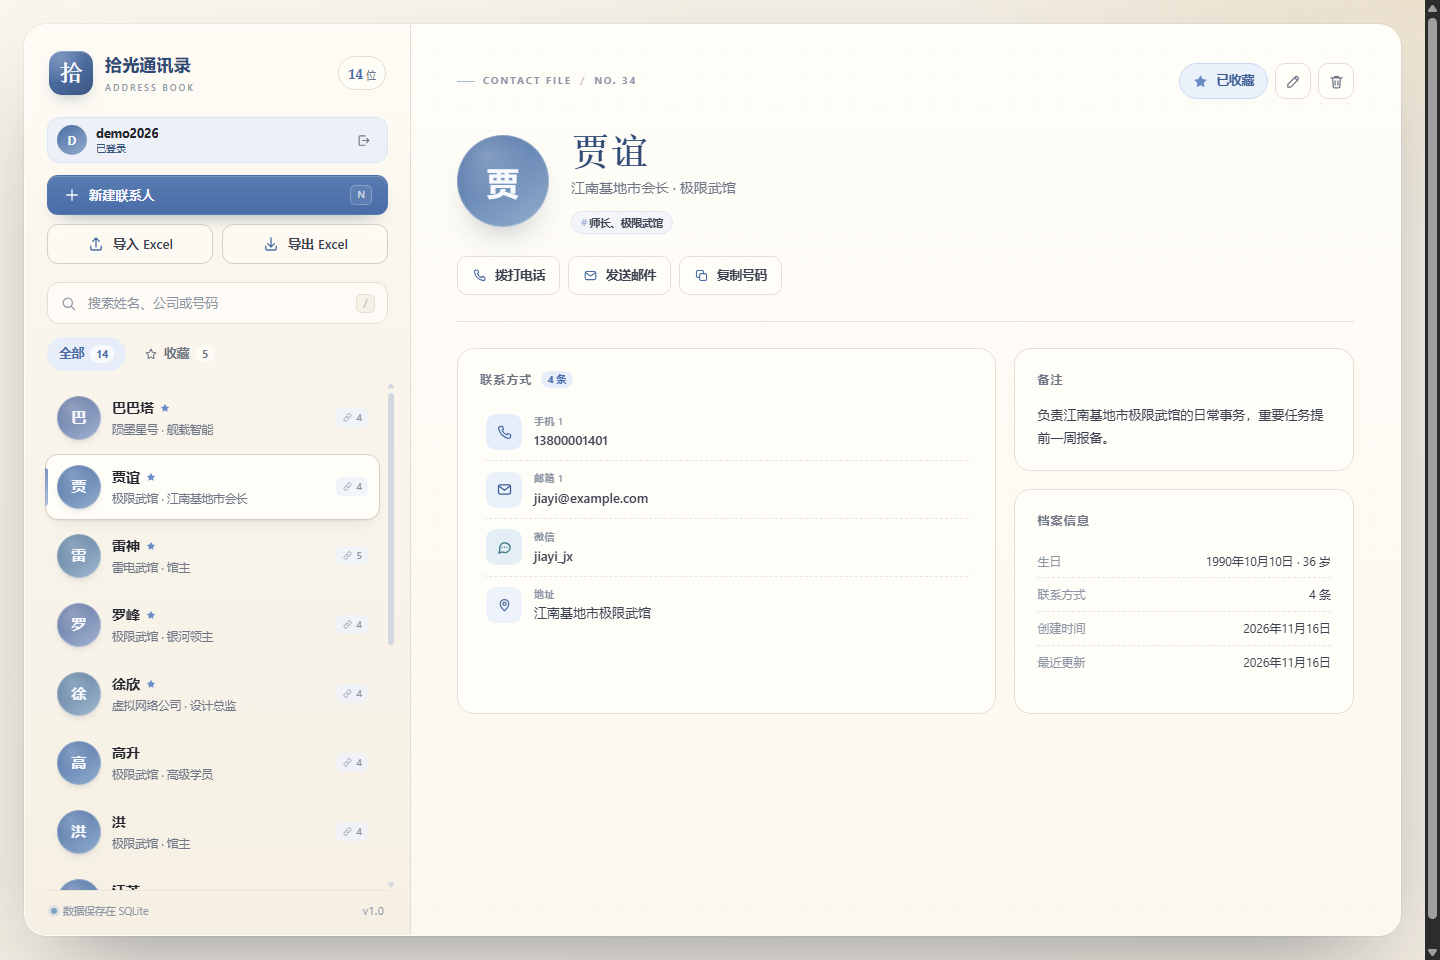 拾
拾光通讯录
ADDRESS BOOK
14 位
D
demo2026
已登录
新建联系人
N
导入 Excel
导出 Excel
搜索姓名、公司或号码
/
全部 14
收藏 5
巴
巴巴塔
陨墨星号 · 舰载智能
4
贾
贾谊
极限武馆 · 江南基地市会长
4
雷
雷神
雷电武馆 · 馆主
5
罗
罗峰
极限武馆 · 银河领主
4
徐
徐欣
虚拟网络公司 · 设计总监
4
高
高升
极限武馆 · 高级学员
4
洪
洪
极限武馆 · 馆主
4
数据保存在 SQLite
v1.0
CONTACT FILE / NO. 34
已收藏
贾
贾谊
江南基地市会长 · 极限武馆
# 师长、极限武馆
拨打电话
发送邮件
复制号码
联系方式 4 条
手机 1
13800001401
邮箱 1
jiayi@example.com
微信
jiayi_jx
地址
江南基地市极限武馆
备注
负责江南基地市极限武馆的日常事务，重要任务提
前一周报备。
档案信息
生日 1990年10月10日 · 36 岁
联系方式 4 条
创建时间 2026年11月16日
最近更新 2026年11月16日